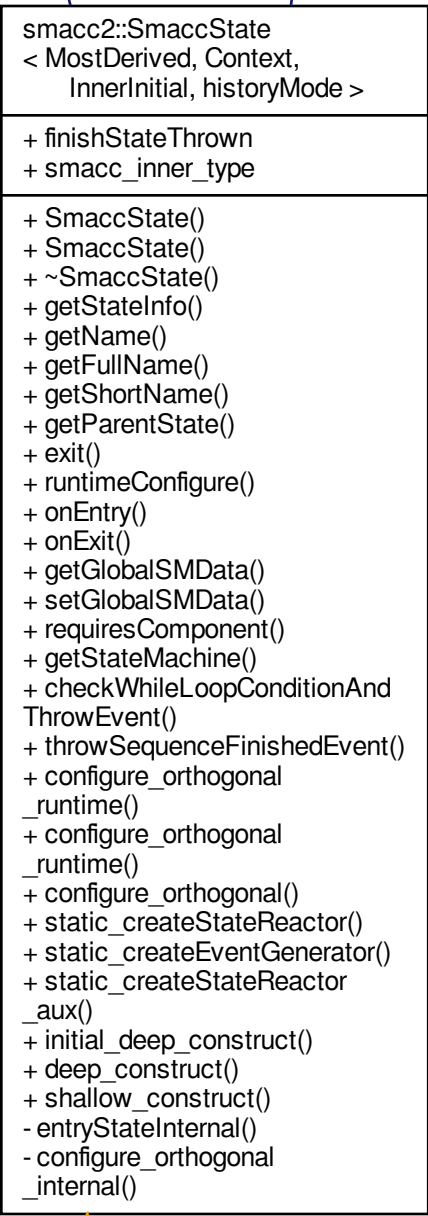 smacc2::SmaccState
< MostDerived, Context,
InnerInitial, historyMode >
+ finishStateThrown
+ smacc_inner_type
+ SmaccState()
+ SmaccState()
+ ~SmaccState()
+ getStateInfo()
+ getName()
+ getFullName()
+ getShortName()
+ getParentState()
+ exit()
+ runtimeConfigure()
+ onEntry()
+ onExit()
+ getGlobalSMData()
+ setGlobalSMData()
+ requiresComponent()
+ getStateMachine()
+ checkWhileLoopConditionAnd
ThrowEvent()
+ throwSequenceFinishedEvent()
+ configure_orthogonal
_runtime()
+ configure_orthogonal
_runtime()
+ configure_orthogonal()
+ static_createStateReactor()
+ static_createEventGenerator()
+ static_createStateReactor
_aux()
+ initial_deep_construct()
+ deep_construct()
+ shallow_construct()
- entryStateInternal()
- configure_orthogonal
_internal()